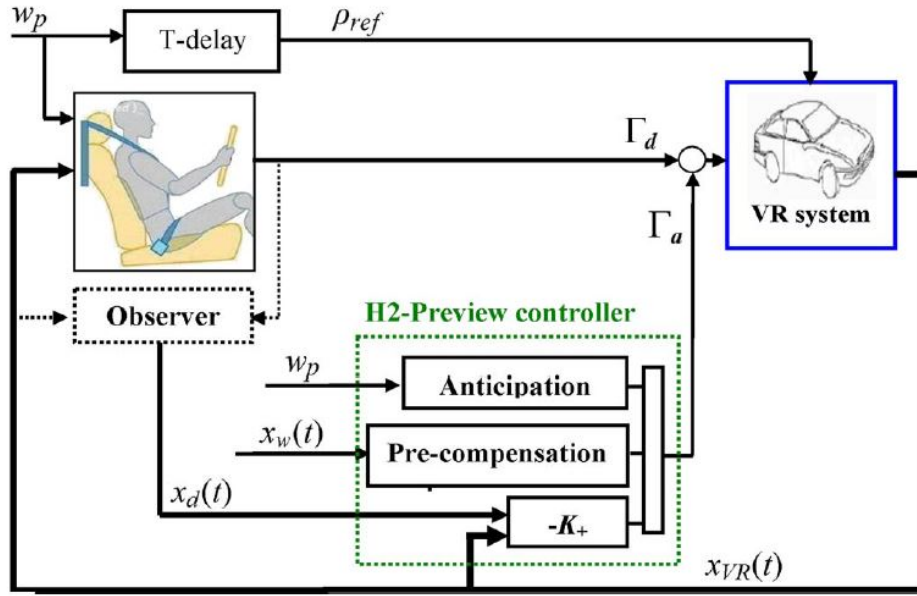 w_p
T-delay
ρ_ref
Γ_d
Γ_a
VR system
Observer
H2-Preview controller
w_p
Anticipation
x_w(t)
Pre-compensation
x_d(t)
-K_+
x_VR(t)